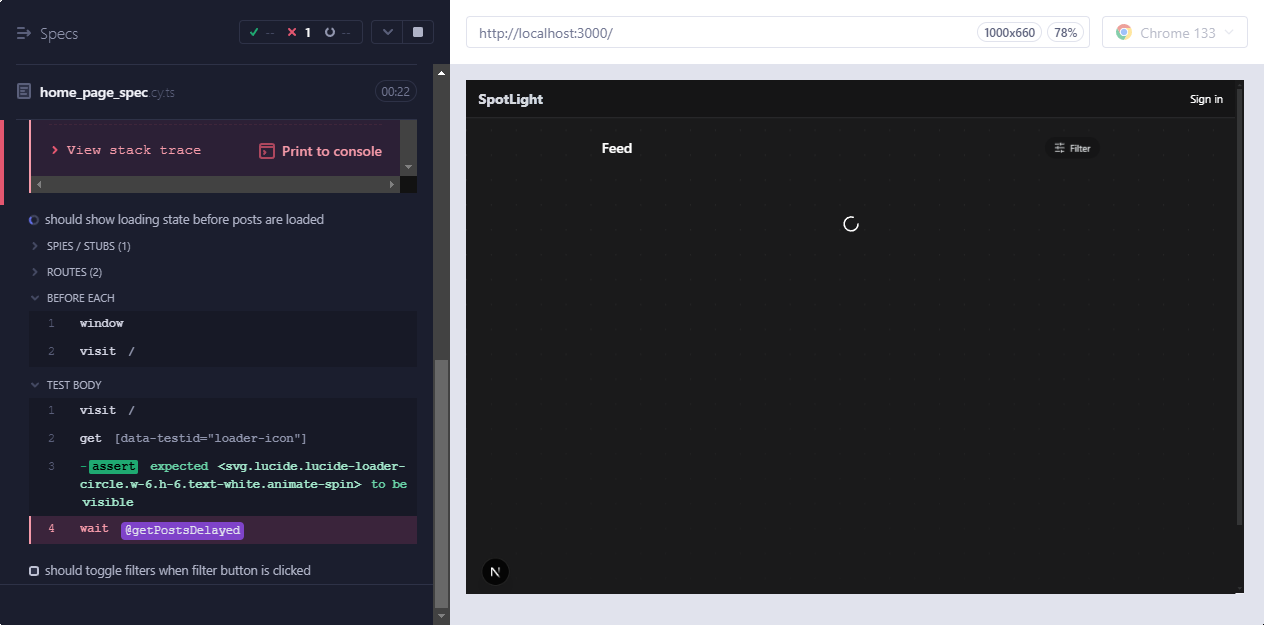 Specs
-- 1 --
home_page_spec.cy.ts 00:22
View stack trace Print to console
should show loading state before posts are loaded
SPIES / STUBS (1)
ROUTES (2)
BEFORE EACH
1 window
2 visit /
TEST BODY
1 visit /
2 get [data-testid="loader-icon"]
3 -assert expected <svg.lucide.lucide-loader-
circle.w-6.h-6.text-white.animate-spin> to be
visible
4 wait @getPostsDelayed
should toggle filters when filter button is clicked
http://localhost:3000/ 1000x660 78% Chrome 133
SpotLight Sign in
Feed Filter
N